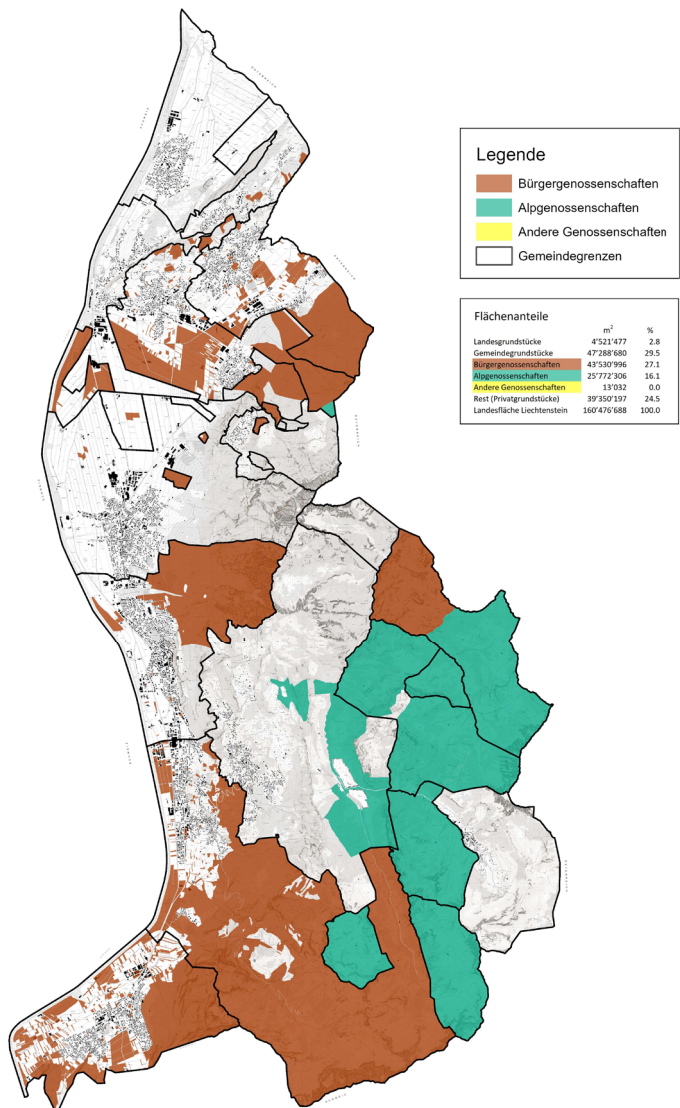 Legende
Bürgergenossenschaften
Alpgenossenschaften
Andere Genossenschaften
Gemeindegrenzen
Flächenanteile
m² %
Landesgrundstücke 4'521'477 2.8
Gemeindegrundstücke 47'288'680 29.5
Bürgergenossenschaften 43'530'996 27.1
Alpgenossenschaften 25'772'306 16.1
Andere Genossenschaften 13'032 0.0
Rest (Privatgrundstücke) 39'350'197 24.5
Landesfläche Liechtenstein 160'476'688 100.0